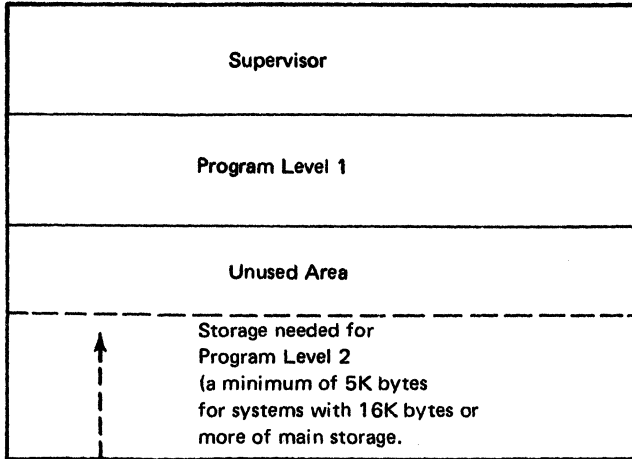 Supervisor
Program Level 1
Unused Area
Storage needed for
Program Level 2
(a minimum of 5K bytes
for systems with 16K bytes or
more of main storage.